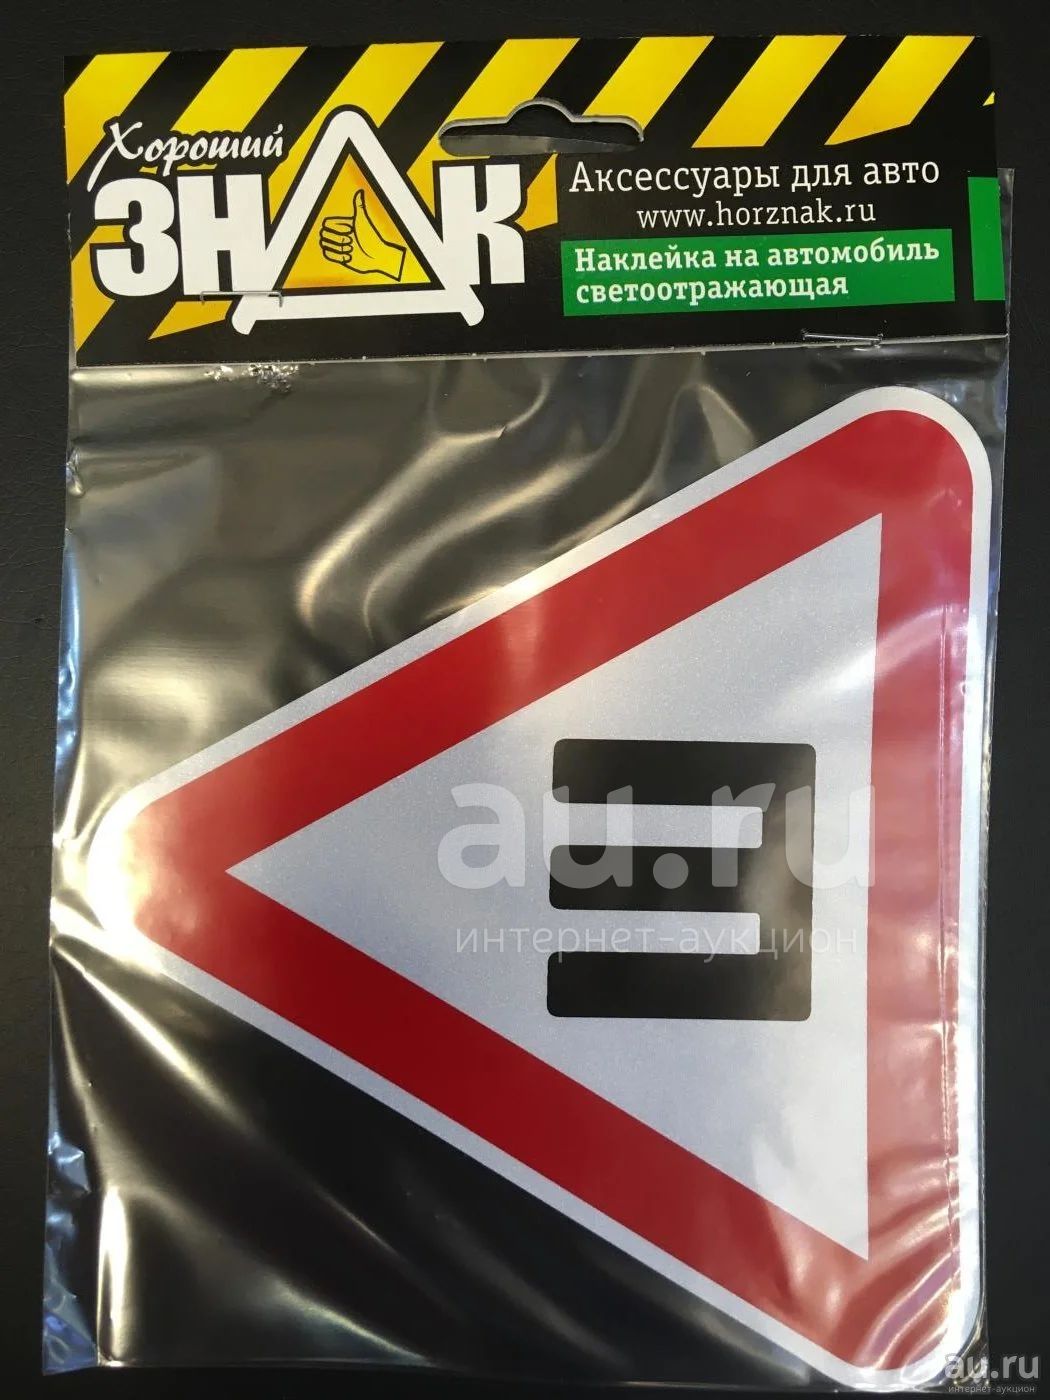 Хороший
ЗНАК
Аксессуары для авто
www.horznak.ru
Наклейка на автомобиль
светоотражающая
Ш
au.ru
интернет-аукцион
au.ru
интернет-аукцион